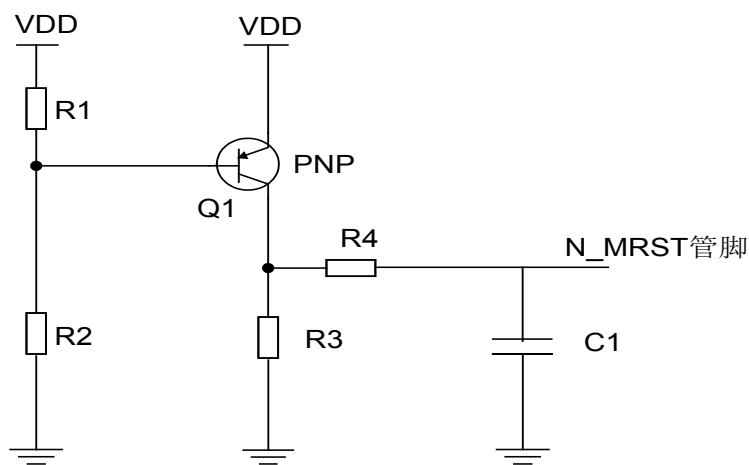 VDD
VDD
R1
PNP
Q1
R4
N_MRST管脚
R2
R3
C1